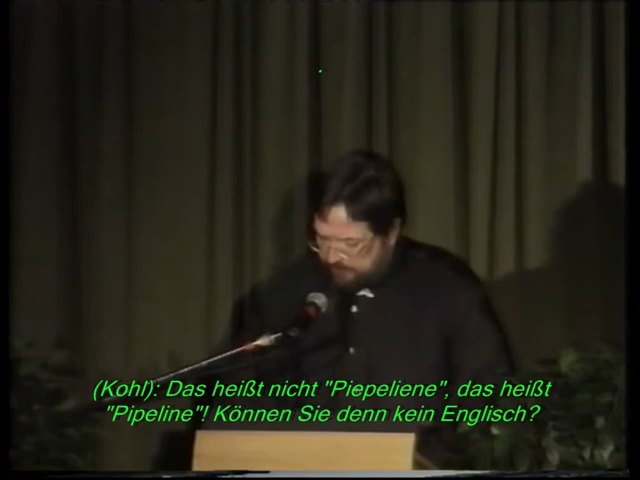 (Kohl): Das heißt nicht "Piepeliene", das heißt
"Pipeline"! Können Sie denn kein Englisch?